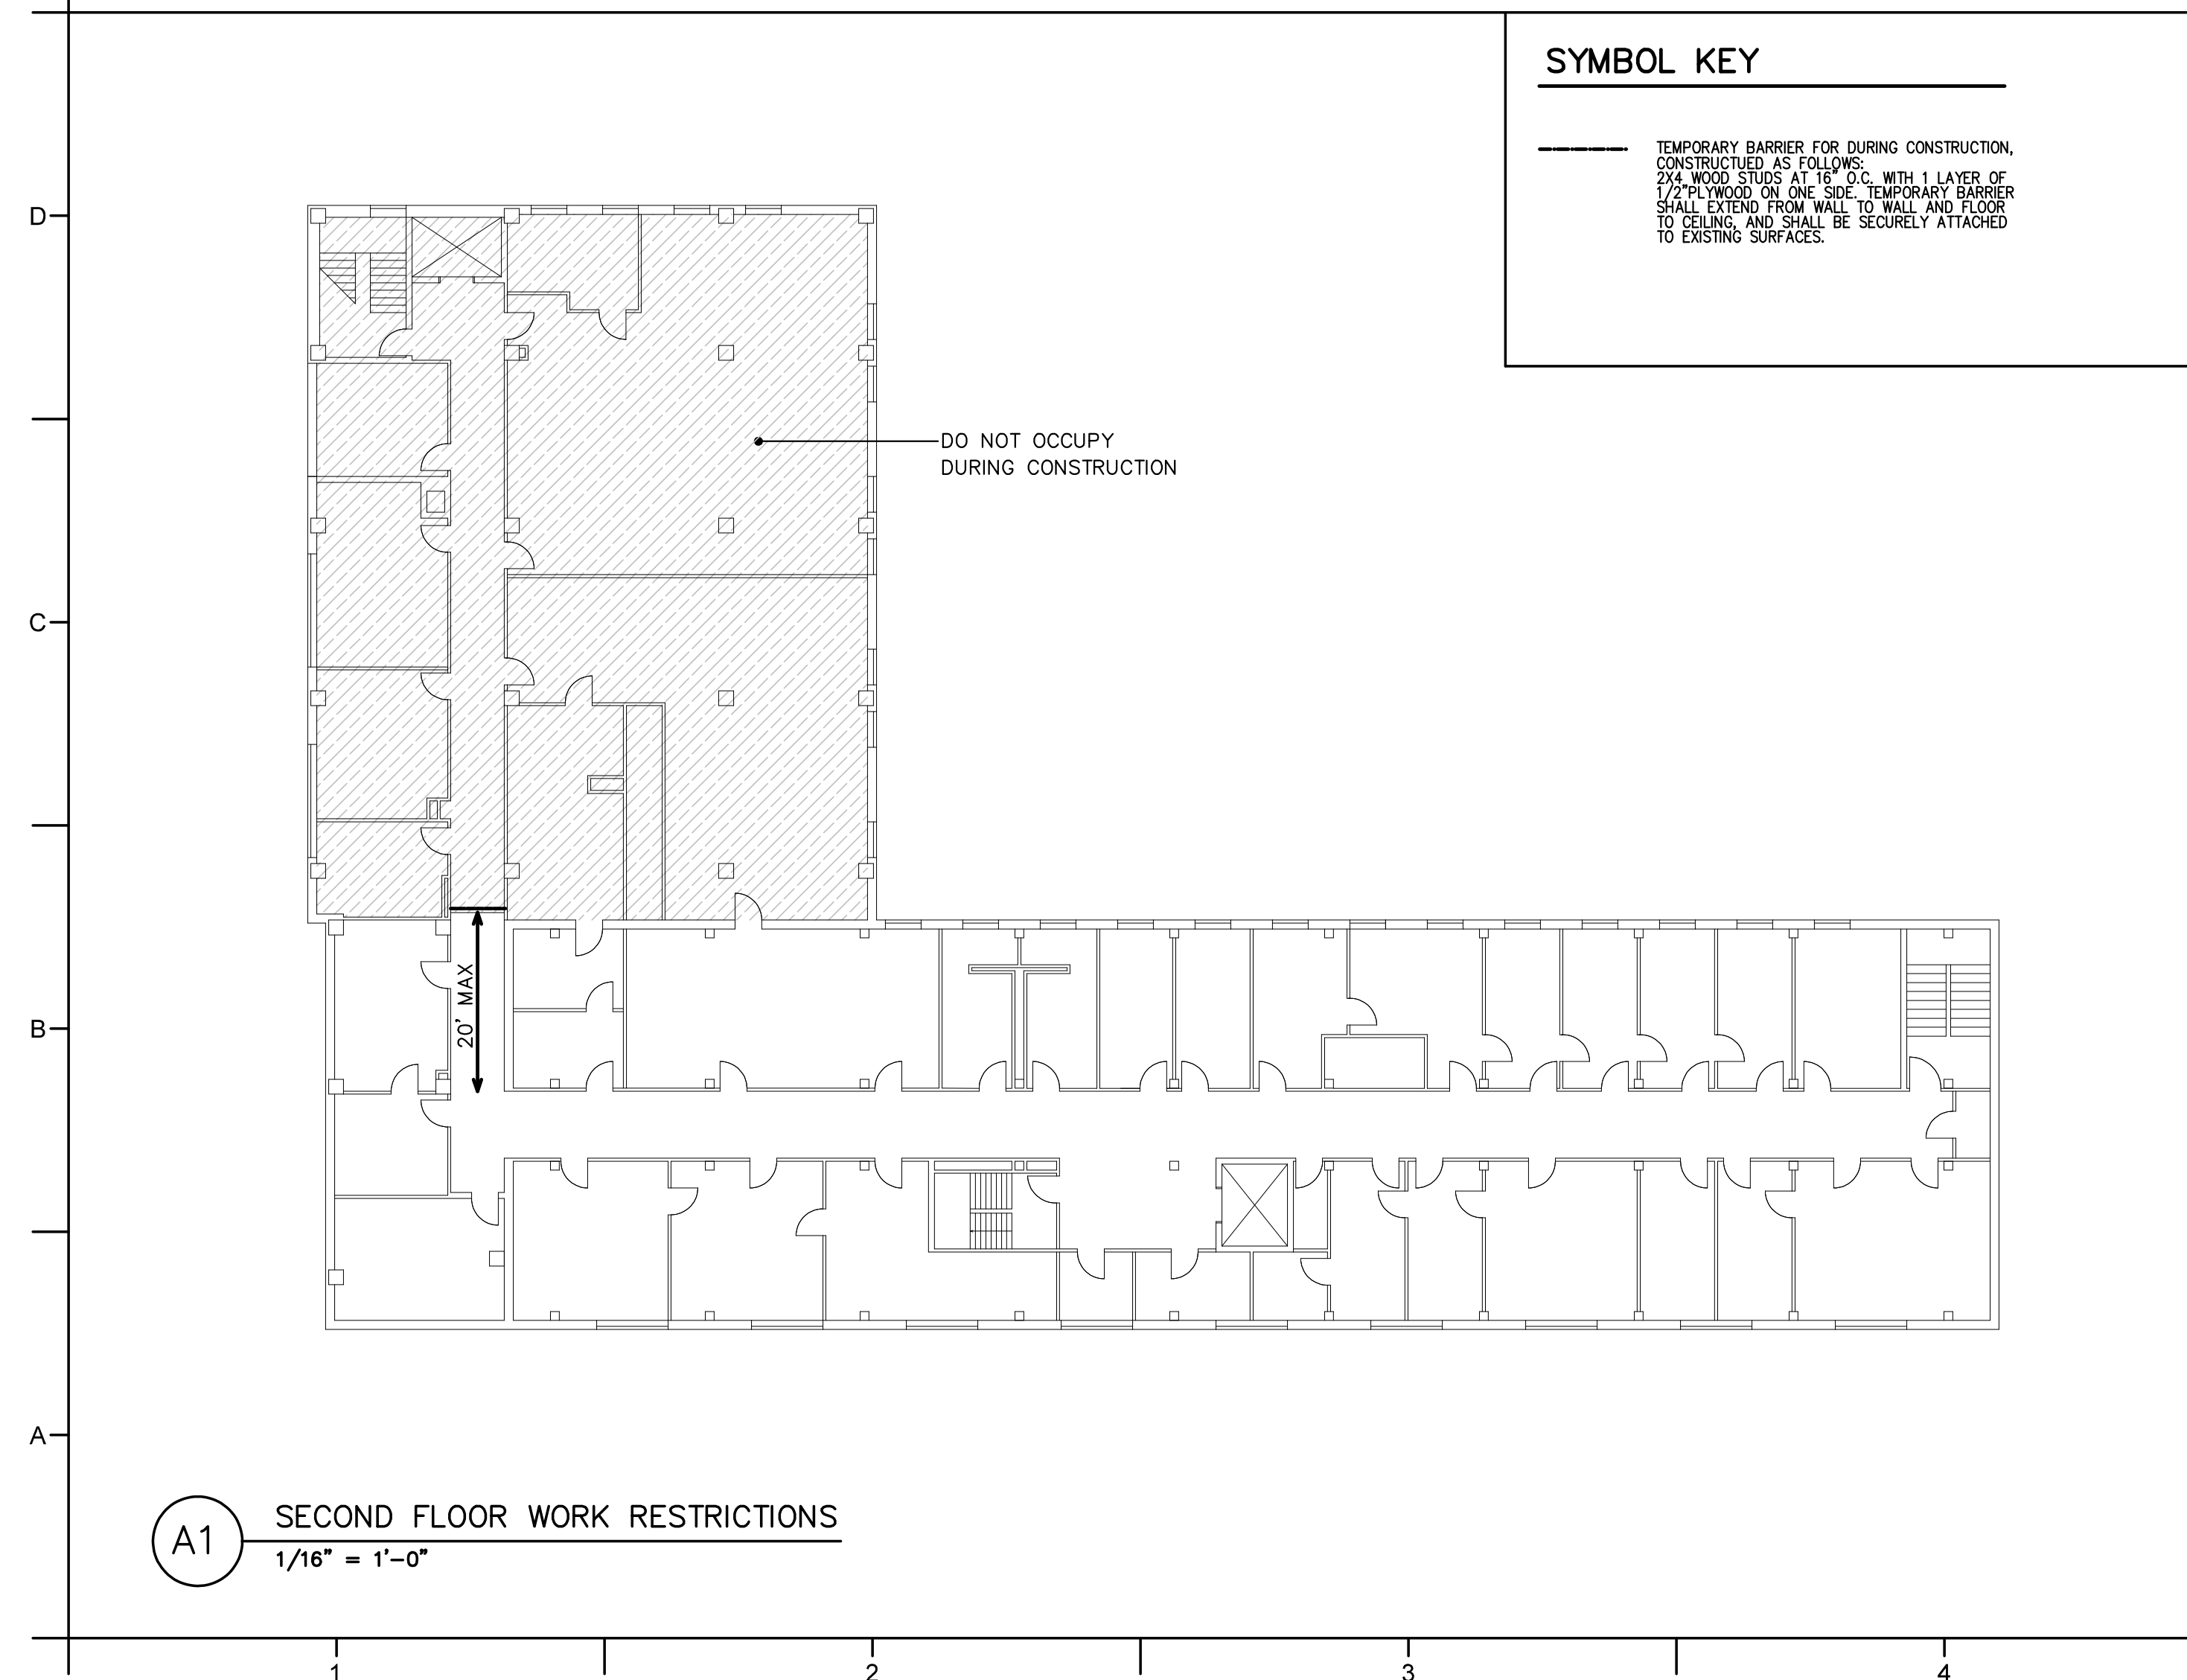 SYMBOL KEY
TEMPORARY BARRIER FOR DURING CONSTRUCTION,
CONSTRUCTUED AS FOLLOWS:
2X4 WOOD STUDS AT 16" O.C. WITH 1 LAYER OF
1/2"PLYWOOD ON ONE SIDE. TEMPORARY BARRIER
SHALL EXTEND FROM WALL TO WALL AND FLOOR
TO CEILING, AND SHALL BE SECURELY ATTACHED
TO EXISTING SURFACES.
D
DO NOT OCCUPY
DURING CONSTRUCTION
C
20' MAX
B
A
A1
SECOND FLOOR WORK RESTRICTIONS
1/16" = 1'-0"
1
2
3
4